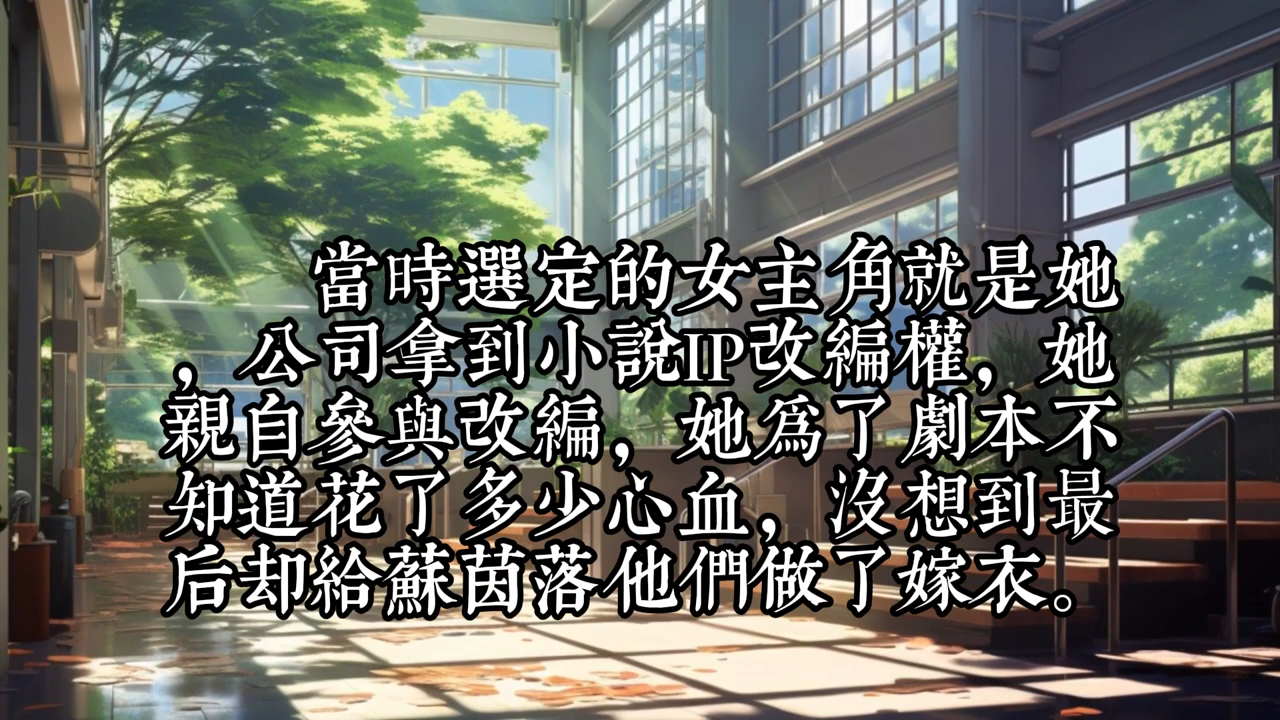 當時選定的女主角就是她
，公司拿到小說IP改編權，她
親自參與改編，她爲了劇本不
知道花了多少心血，沒想到最
后却給蘇茵落他們做了嫁衣。